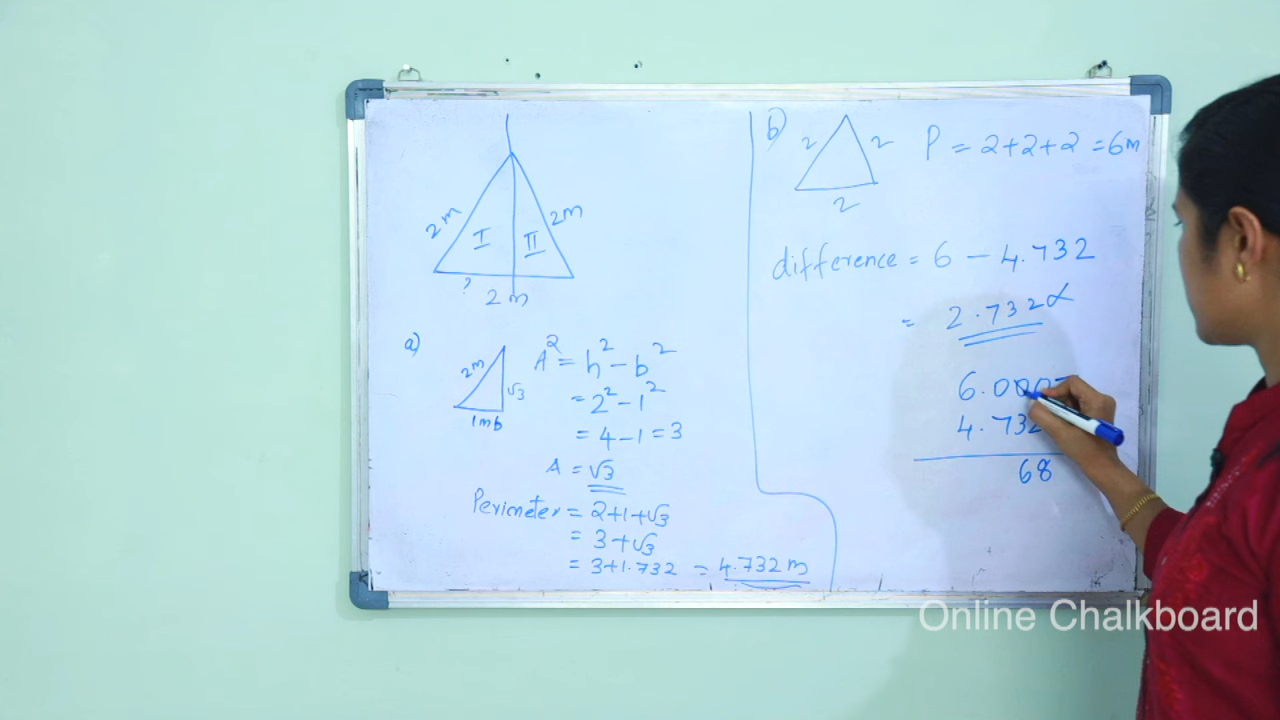 2m
2m
I
II
?
2 m
a)
2m
√3
1m b
A² = h² - b²
= 2² - 1²
= 4 - 1 = 3
A = √3
Perimeter = 2+1+√3
= 3+√3
= 3+1.732 = 4.732 m
b)
2
2
2
P = 2+2+2 = 6m
difference = 6 - 4.732
= 2.732
6.000
4.732
68
Online Chalkboard